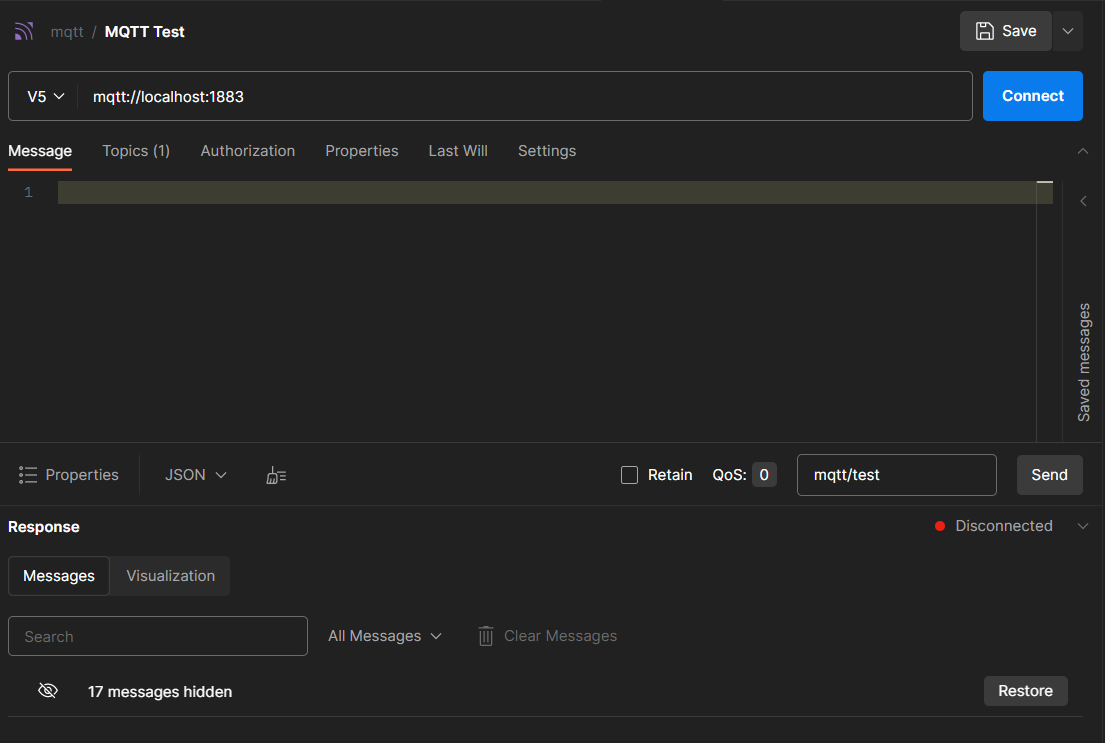 mqtt / MQTT Test
Save
V5 mqtt://localhost:1883
Connect
Message Topics (1) Authorization Properties Last Will Settings
1
Saved messages
Properties JSON Retain QoS: 0 mqtt/test Send
Response
Disconnected
Messages Visualization
Search All Messages Clear Messages
17 messages hidden Restore